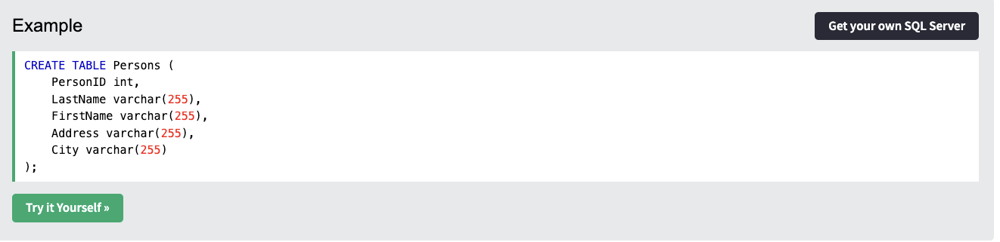 Example
Get your own SQL Server
CREATE TABLE Persons (
    PersonID int,
    LastName varchar(255),
    FirstName varchar(255),
    Address varchar(255),
    City varchar(255)
);
Try it Yourself »